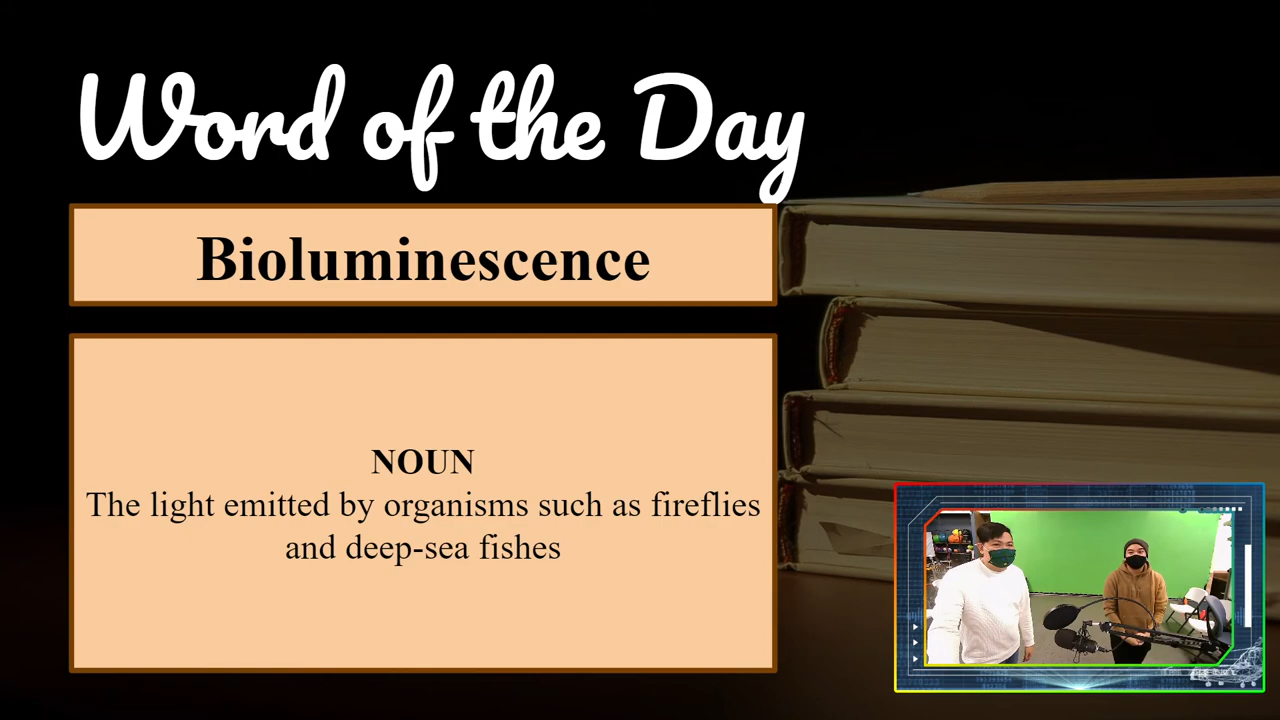 Word of the Day
Bioluminescence
NOUN
The light emitted by organisms such as fireflies
and deep-sea fishes